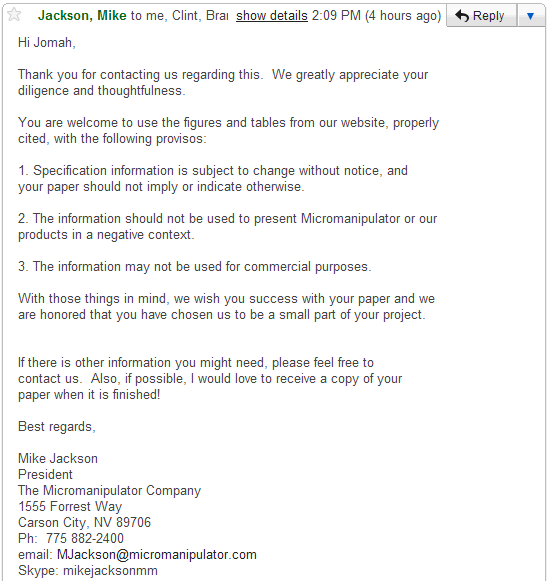 Jackson, Mike to me, Clint, Bra show details 2:09 PM (4 hours ago) Reply
Hi Jomah,
Thank you for contacting us regarding this. We greatly appreciate your
diligence and thoughtfulness.
You are welcome to use the figures and tables from our website, properly
cited, with the following provisos:
1. Specification information is subject to change without notice, and
your paper should not imply or indicate otherwise.
2. The information should not be used to present Micromanipulator or our
products in a negative context.
3. The information may not be used for commercial purposes.
With those things in mind, we wish you success with your paper and we
are honored that you have chosen us to be a small part of your project.
If there is other information you might need, please feel free to
contact us. Also, if possible, I would love to receive a copy of your
paper when it is finished!
Best regards,
Mike Jackson
President
The Micromanipulator Company
1555 Forrest Way
Carson City, NV 89706
Ph: 775 882-2400
email: MJackson@micromanipulator.com
Skype: mikejacksonmm